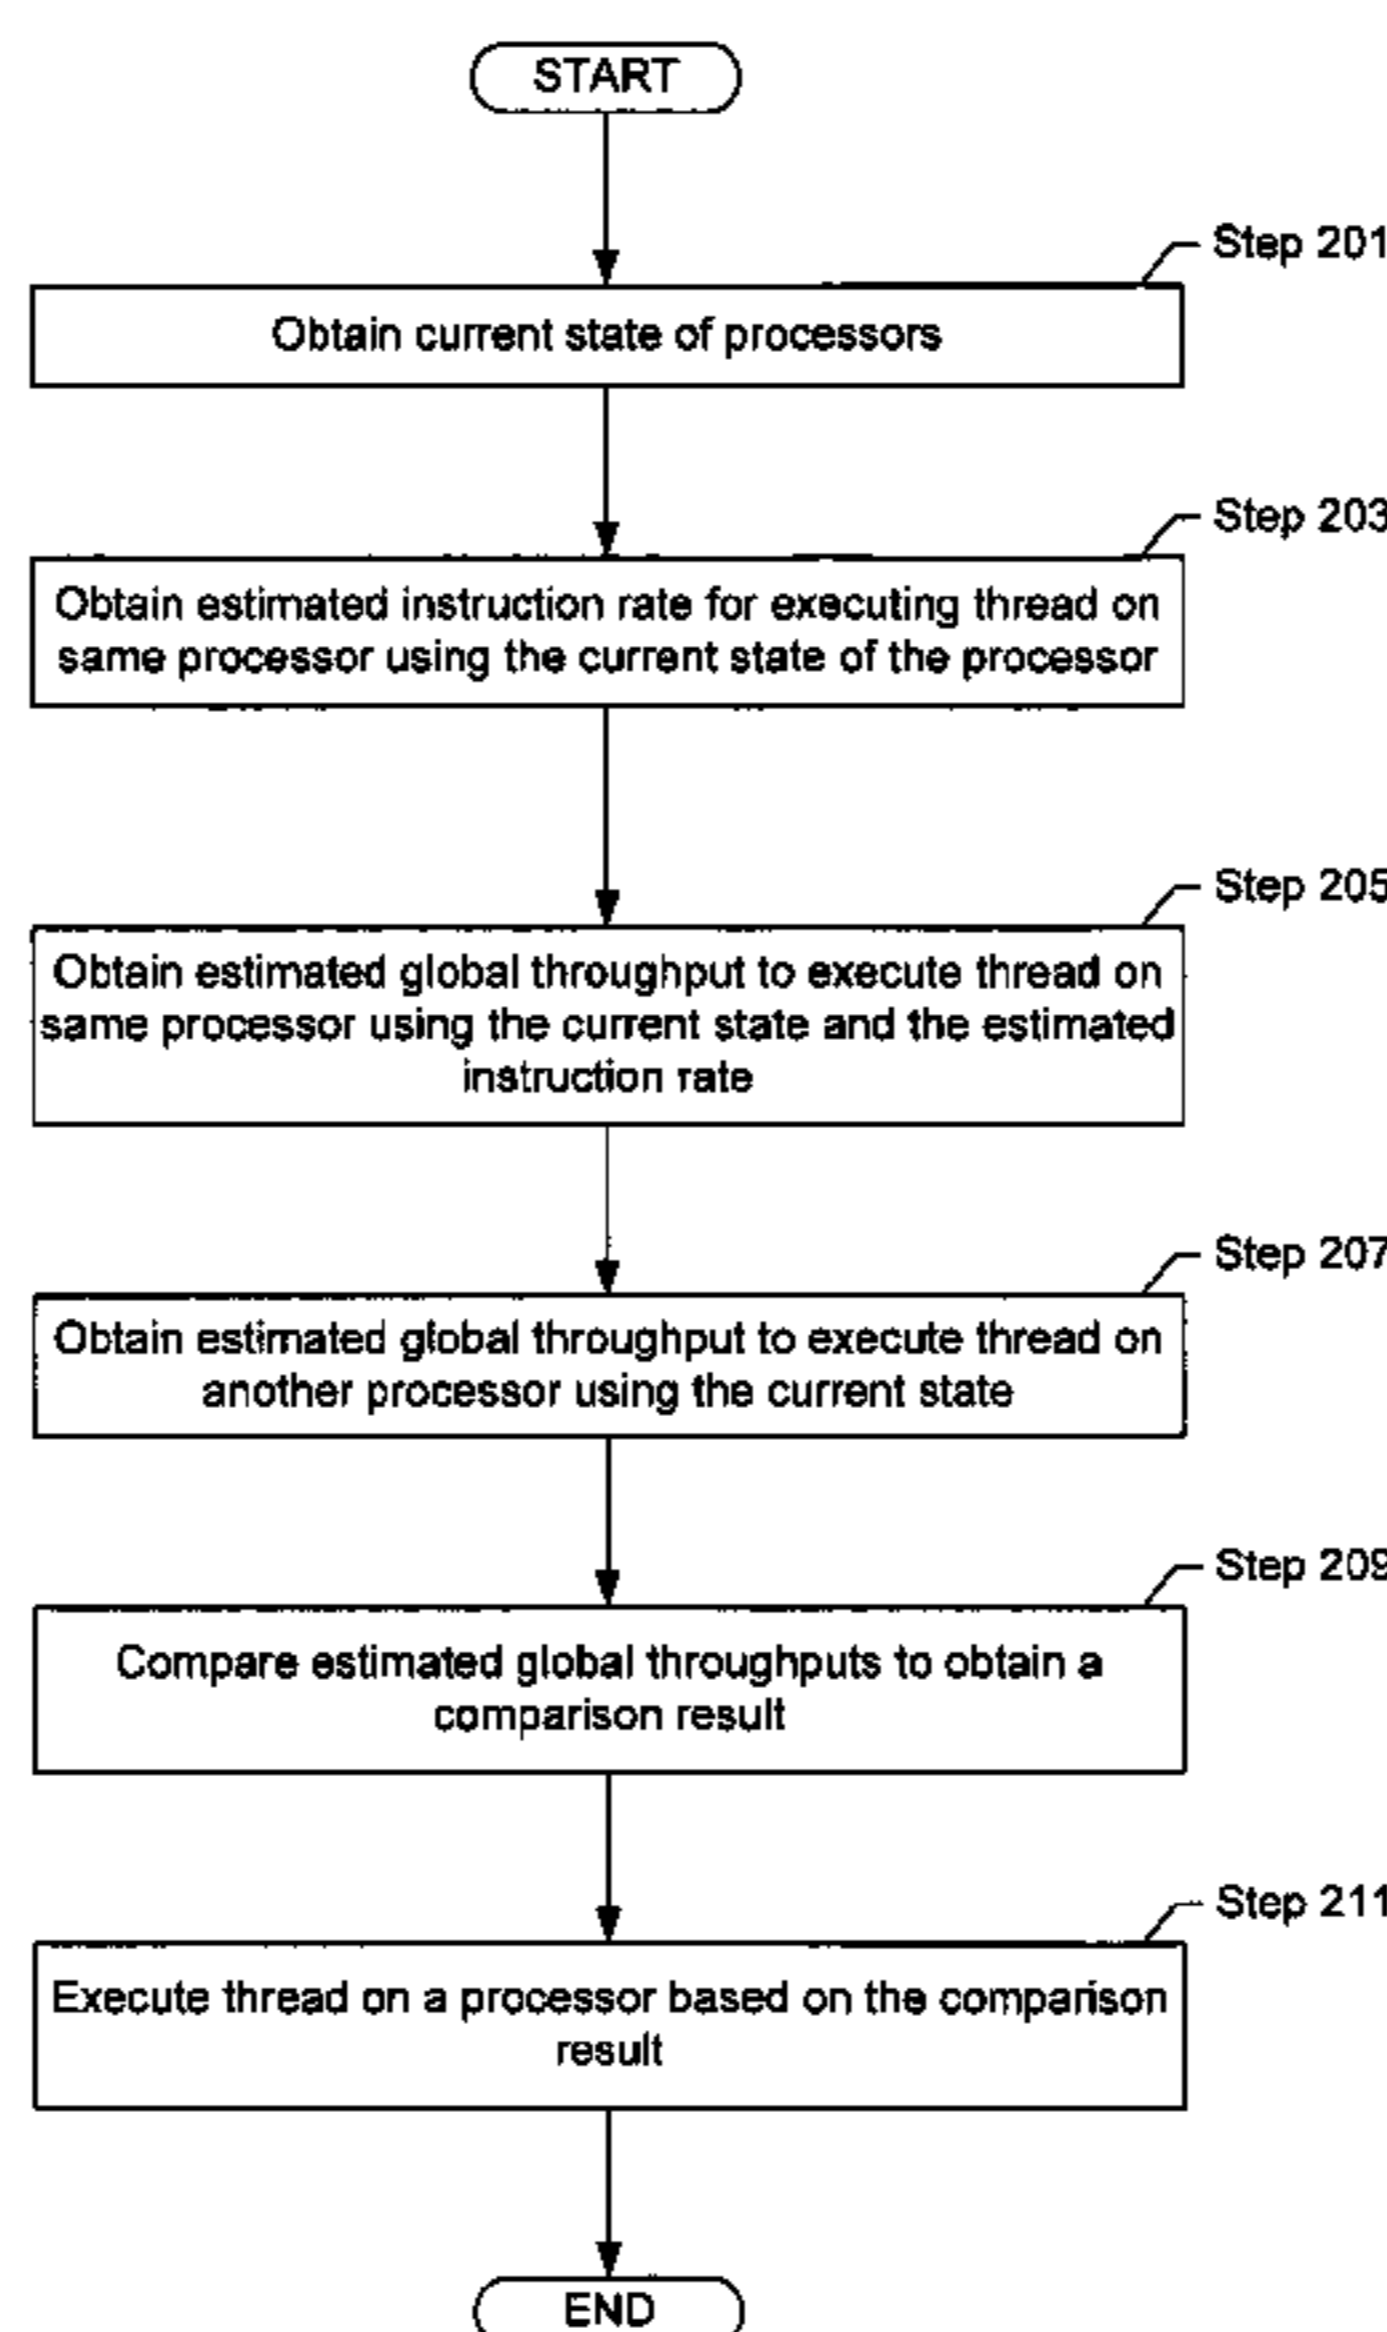 START
Step 201
Obtain current state of processors
Step 203
Obtain estimated instruction rate for executing thread on
same processor using the current state of the processor
Step 205
Obtain estimated global throughput to execute thread on
same processor using the current state and the estimated
instruction rate
Step 207
Obtain estimated global throughput to execute thread on
another processor using the current state
Step 209
Compare estimated global throughputs to obtain a
comparison result
Step 211
Execute thread on a processor based on the comparison
result
END